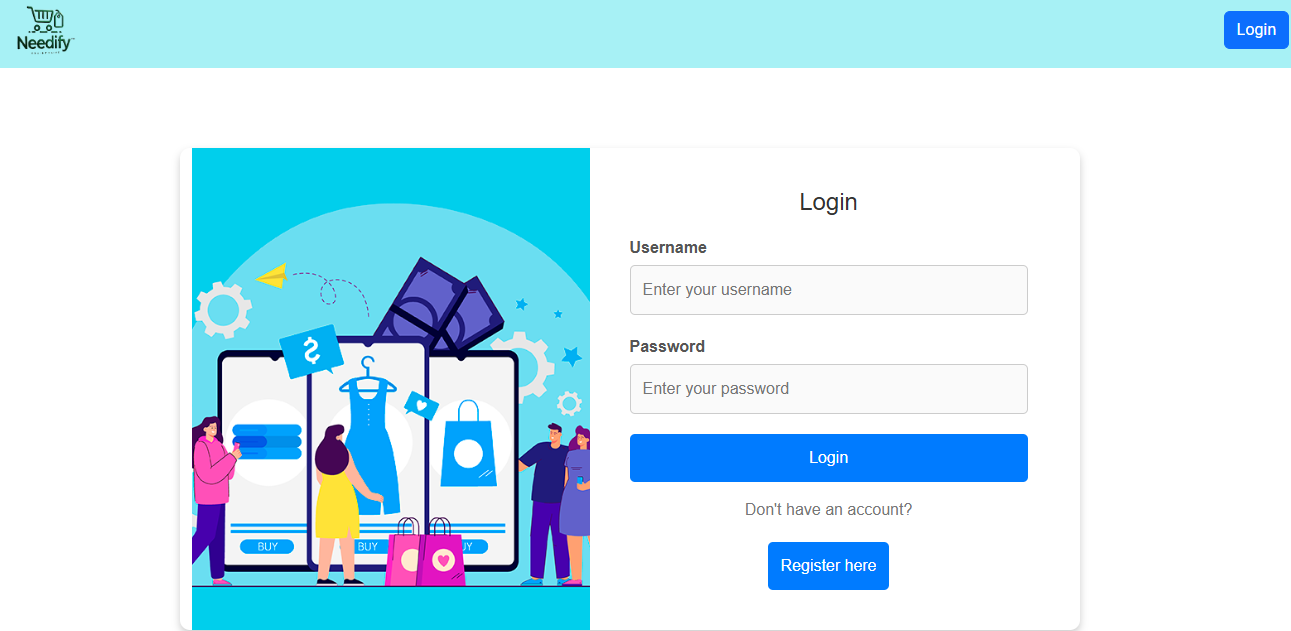 Needify
Login
Login
Username
Enter your username
Password
Enter your password
Login
Don't have an account?
Register here
$
BUY
BUY